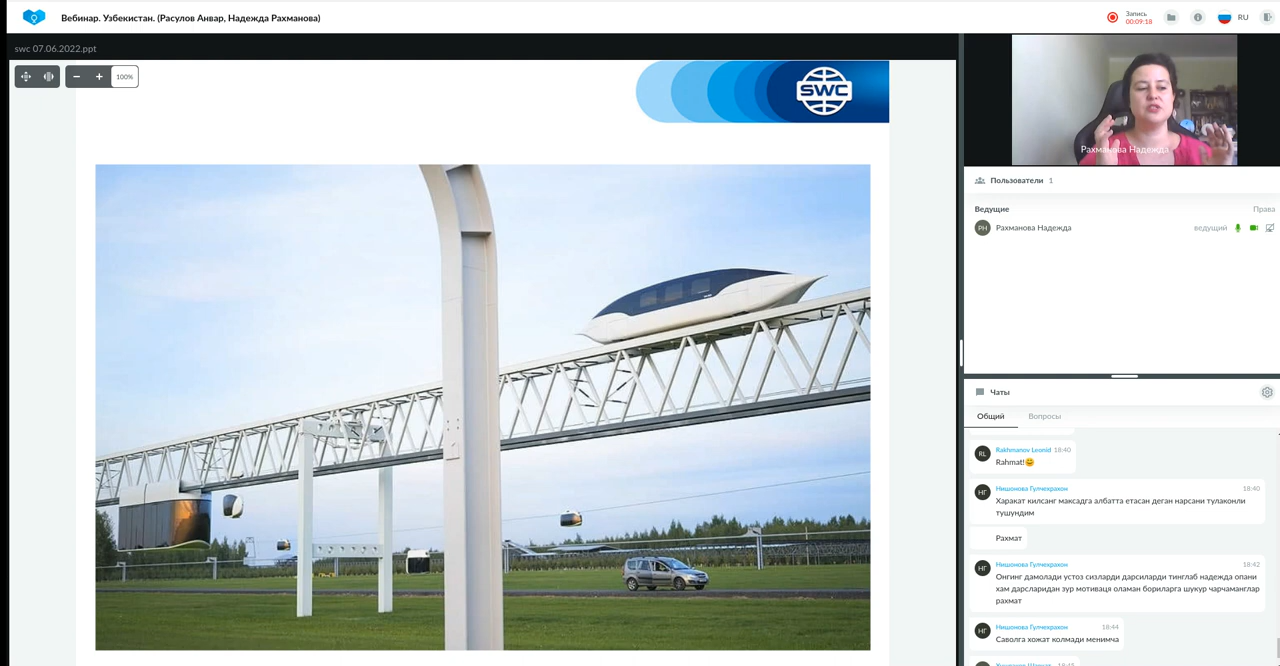 Вебинар. Узбекистан. (Расулов Анвар, Надежда Рахманова)
Запись
00:09:18
RU
swc 07.06.2022.ppt
100%
SWC
Рахманова Надежда
Пользователи 1
Ведущие
Права
РН
Рахманова Надежда
ведущий
Чаты
Общий
Вопросы
RL
Rakhmanov Leonid 18:40
Rahmat!😊
НГ
Нишонова Гулчехрахон 18:40
Харакат килсанг максадга албатта етасан деган нарсани тулаконли
тушундим
Рахмат
НГ
Нишонова Гулчехрахон 18:42
Онгинг дамолади устоз сизларди дарсиларди тинглаб надежда опани
хам дарсларидан зур мотиваця оламан бориларга шукур чарчаманглар
рахмат
НГ
Нишонова Гулчехрахон 18:44
Саволга хожат колмади менимча